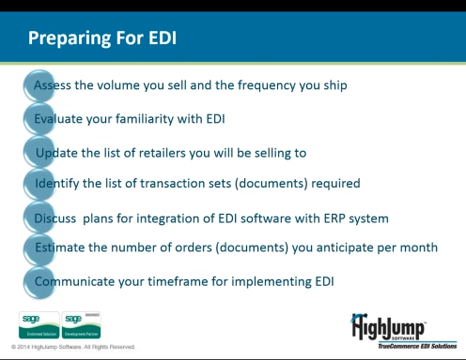 Preparing For EDI
Assess the volume you sell and the frequency you ship
Evaluate your familiarity with EDI
Update the list of retailers you will be selling to
Identify the list of transaction sets (documents) required
Discuss plans for integration of EDI software with ERP system
Estimate the number of orders (documents) you anticipate per month
Communicate your timeframe for implementing EDI
sage sage
Endorsed Solution Development Partner
HighJump
SOFTWARE
TrueCommerce EDI Solutions
© 2014 HighJump Software. All Rights Reserved.